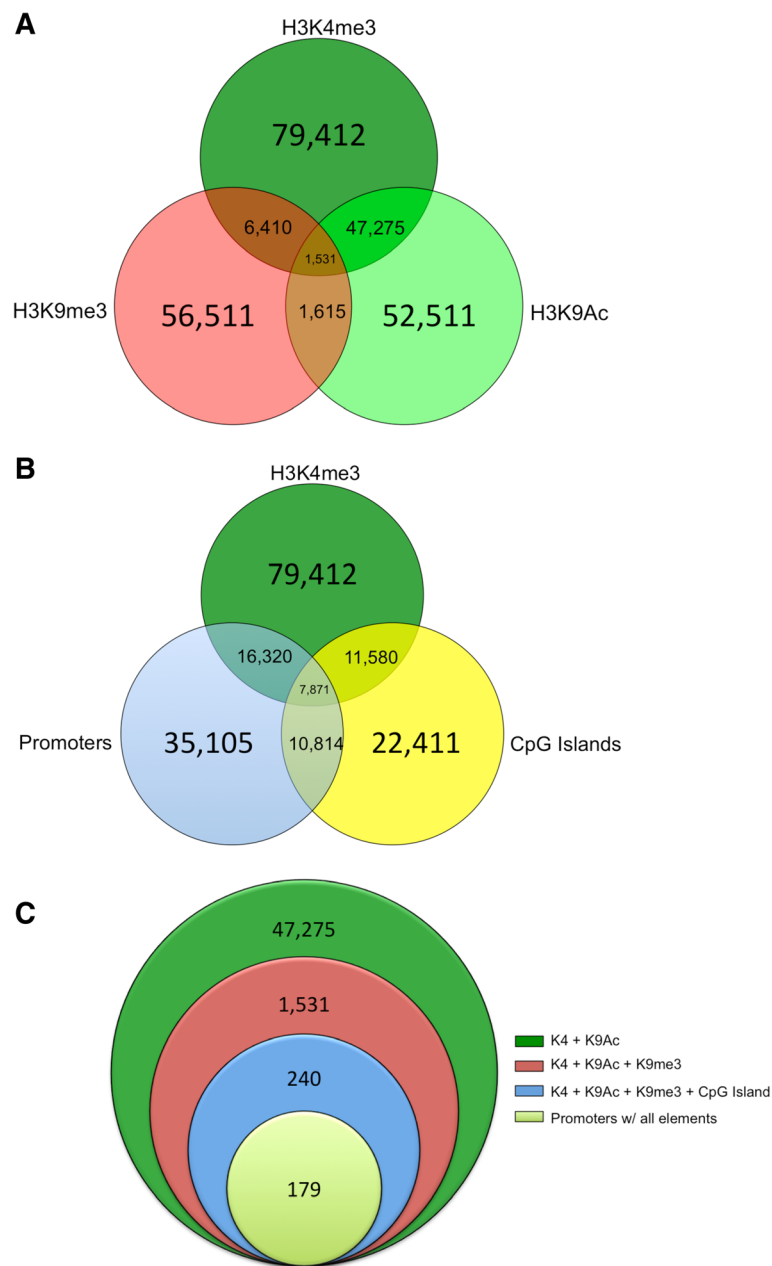 A
H3K4me3
79,412
6,410
47,275
1,531
H3K9me3
56,511
1,615
52,511
H3K9Ac
B
H3K4me3
79,412
16,320
11,580
7,871
Promoters
35,105
10,814
22,411
CpG Islands
C
47,275
1,531
240
179
K4 + K9Ac
K4 + K9Ac + K9me3
K4 + K9Ac + K9me3 + CpG Island
Promoters w/ all elements